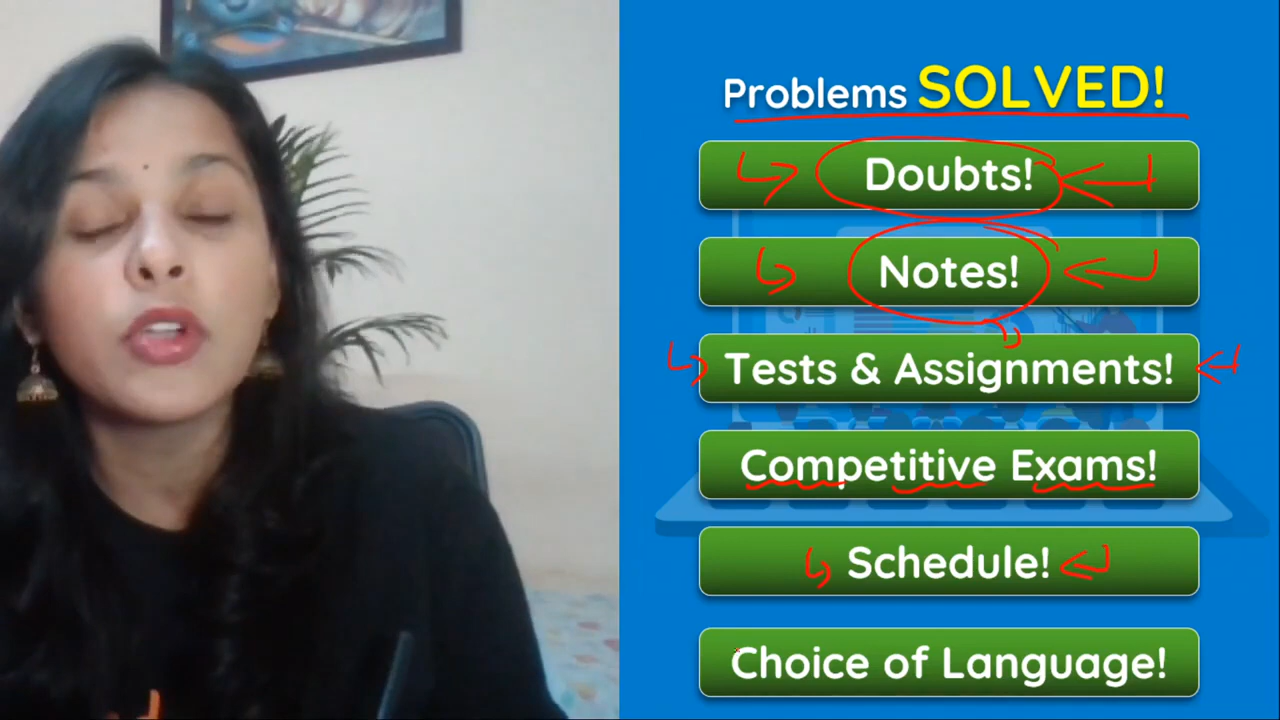 Problems SOLVED!
Doubts!
Notes!
Tests & Assignments!
Competitive Exams!
Schedule!
Choice of Language!